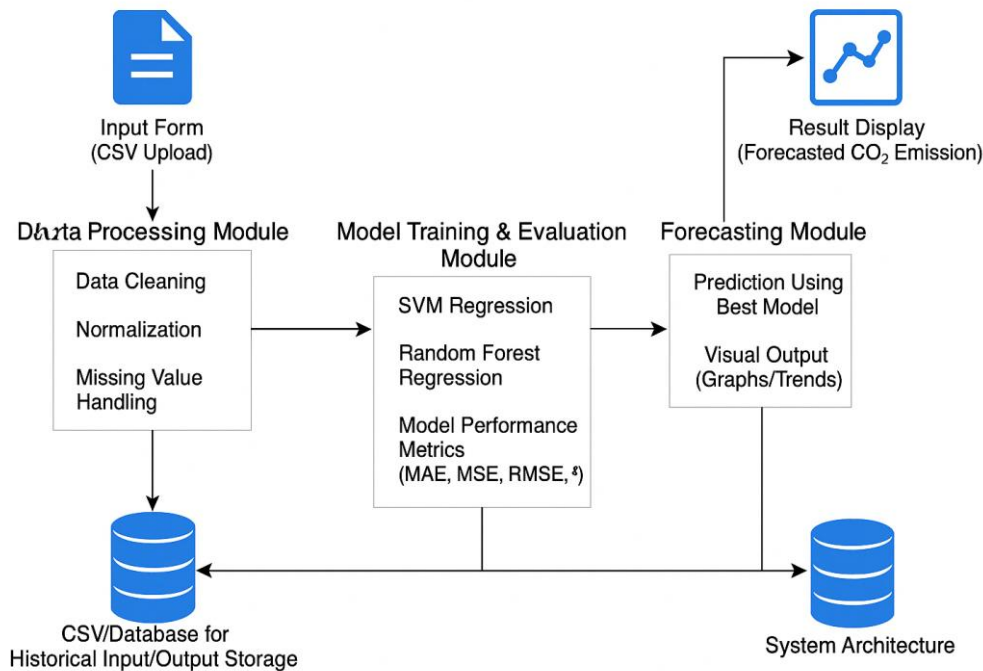 Input Form
(CSV Upload)
Result Display
(Forecasted CO₂ Emission)
Processing Module
Data Cleaning
Normalization
Missing Value
Handling
Model Training & Evaluation
Module
SVM Regression
Random Forest
Regression
Model Performance
Metrics
(MAE, MSE, RMSE, )
Forecasting Module
Prediction Using
Best Model
Visual Output
(Graphs/Trends)
CSV/Database for
Historical Input/Output Storage
System Architecture